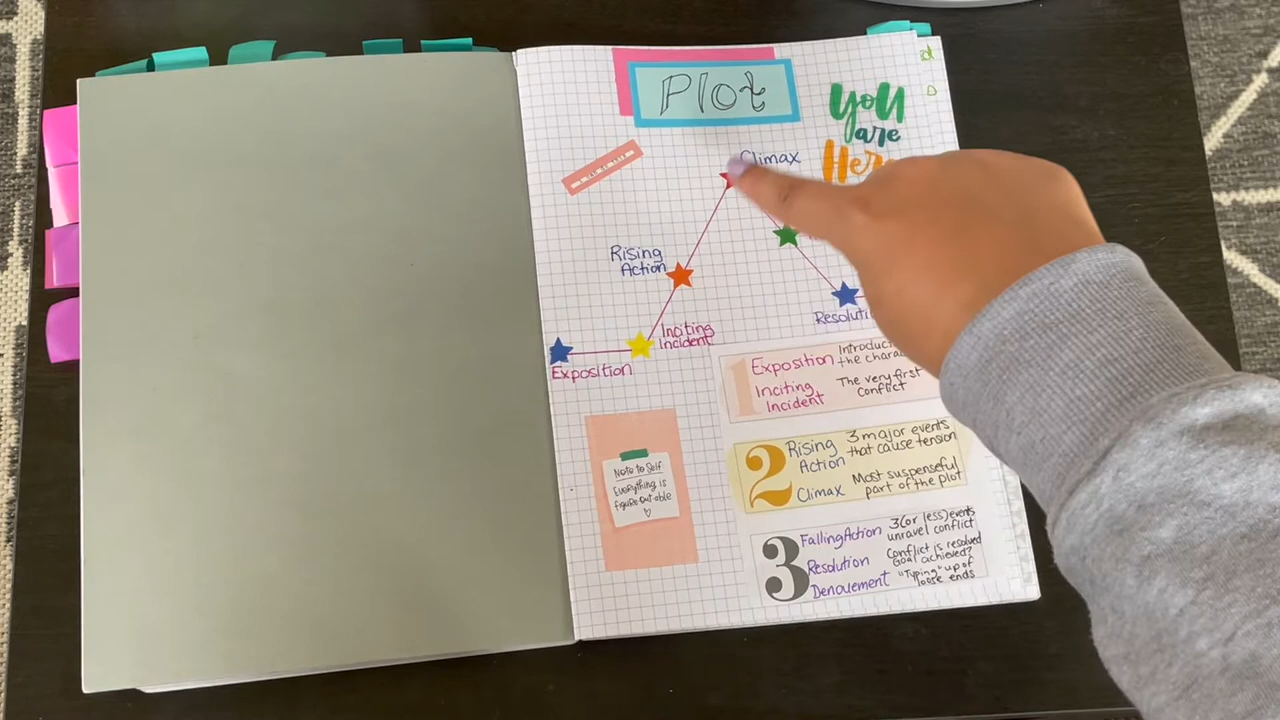 Plot
You
are
Here
Climax
Rising
Action
Inciting
Incident
Exposition
1
Exposition
the
Inciting
Incident
The very first
conflict
2
Rising
Action
3 major events
that cause tension
Climax
Most suspenseful
part of the plot
3
Falling Action
3 (or less) events
unravel conflict
Resolution
Conflict is resolved
Goal achieved?
Denouement
"Typing" up of
loose ends
Note to Self
Everything is
figure-out-able